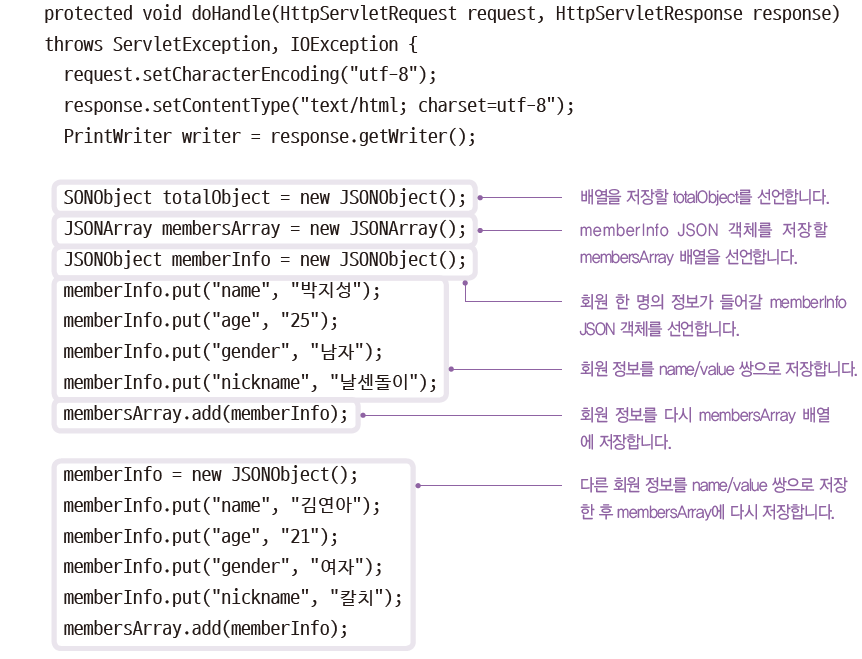 protected void doHandle(HttpServletRequest request, HttpServletResponse response)
throws ServletException, IOException {
request.setCharacterEncoding("utf-8");
response.setContentType("text/html; charset=utf-8");
PrintWriter writer = response.getWriter();
SONObject totalObject = new JSONObject();
배열을 저장할 totalObject를 선언합니다.
JSONArray membersArray = new JSONArray();
memberInfo JSON 객체를 저장할
membersArray 배열을 선언합니다.
JSONObject memberInfo = new JSONObject();
회원 한 명의 정보가 들어갈 memberInfo
JSON 객체를 선언합니다.
memberInfo.put("name", "박지성");
memberInfo.put("age", "25");
memberInfo.put("gender", "남자");
memberInfo.put("nickname", "날센돌이");
회원 정보를 name/value 쌍으로 저장합니다.
membersArray.add(memberInfo);
회원 정보를 다시 membersArray 배열
에 저장합니다.
memberInfo = new JSONObject();
memberInfo.put("name", "김연아");
memberInfo.put("age", "21");
memberInfo.put("gender", "여자");
memberInfo.put("nickname", "칼치");
membersArray.add(memberInfo);
다른 회원 정보를 name/value 쌍으로 저장
한 후 membersArray에 다시 저장합니다.